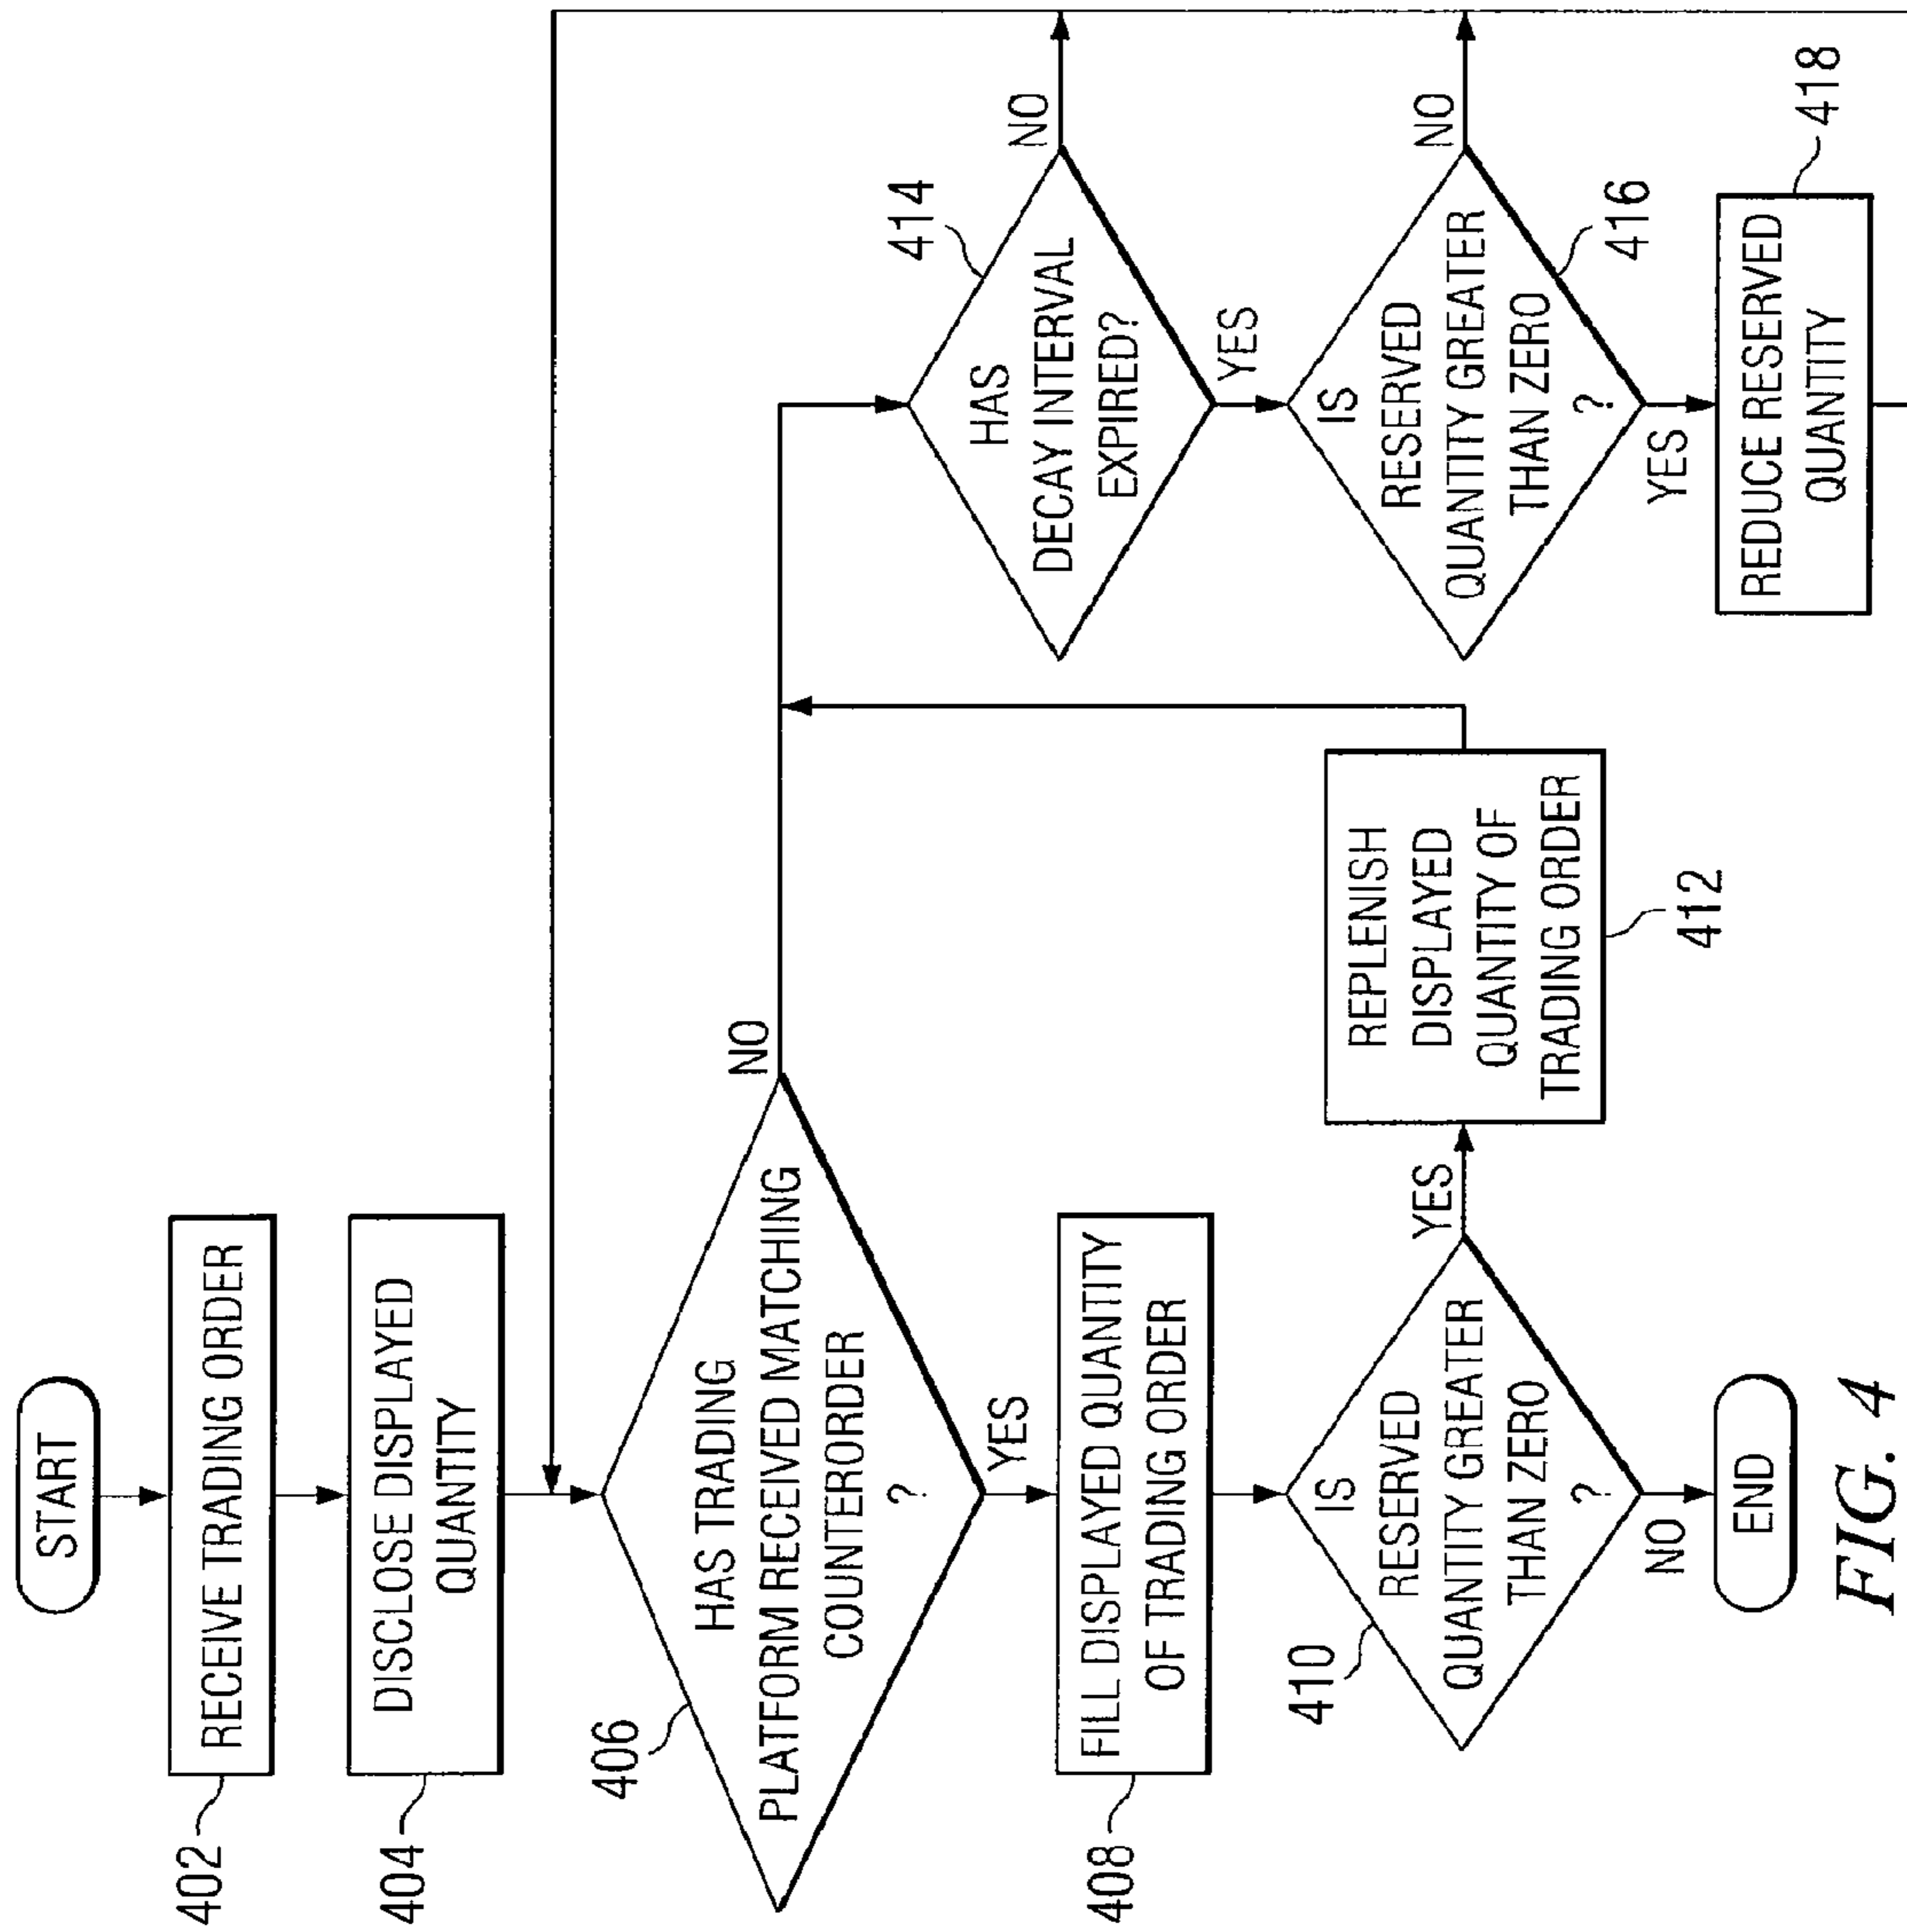 START
402
RECEIVE TRADING ORDER
404
DISCLOSE DISPLAYED
QUANTITY
406
HAS TRADING
PLATFORM RECEIVED MATCHING
COUNTERORDER
?
NO
YES
408
FILL DISPLAYED QUANTITY
OF TRADING ORDER
410
IS
RESERVED
QUANTITY GREATER
THAN ZERO
?
YES
NO
END
REPLENISH
DISPLAYED
QUANTITY OF
TRADING ORDER
412
414
HAS
DECAY INTERVAL
EXPIRED?
NO
YES
IS
RESERVED
QUANTITY GREATER
THAN ZERO
?
416
NO
YES
REDUCE RESERVED
QUANTITY
418
FIG. 4